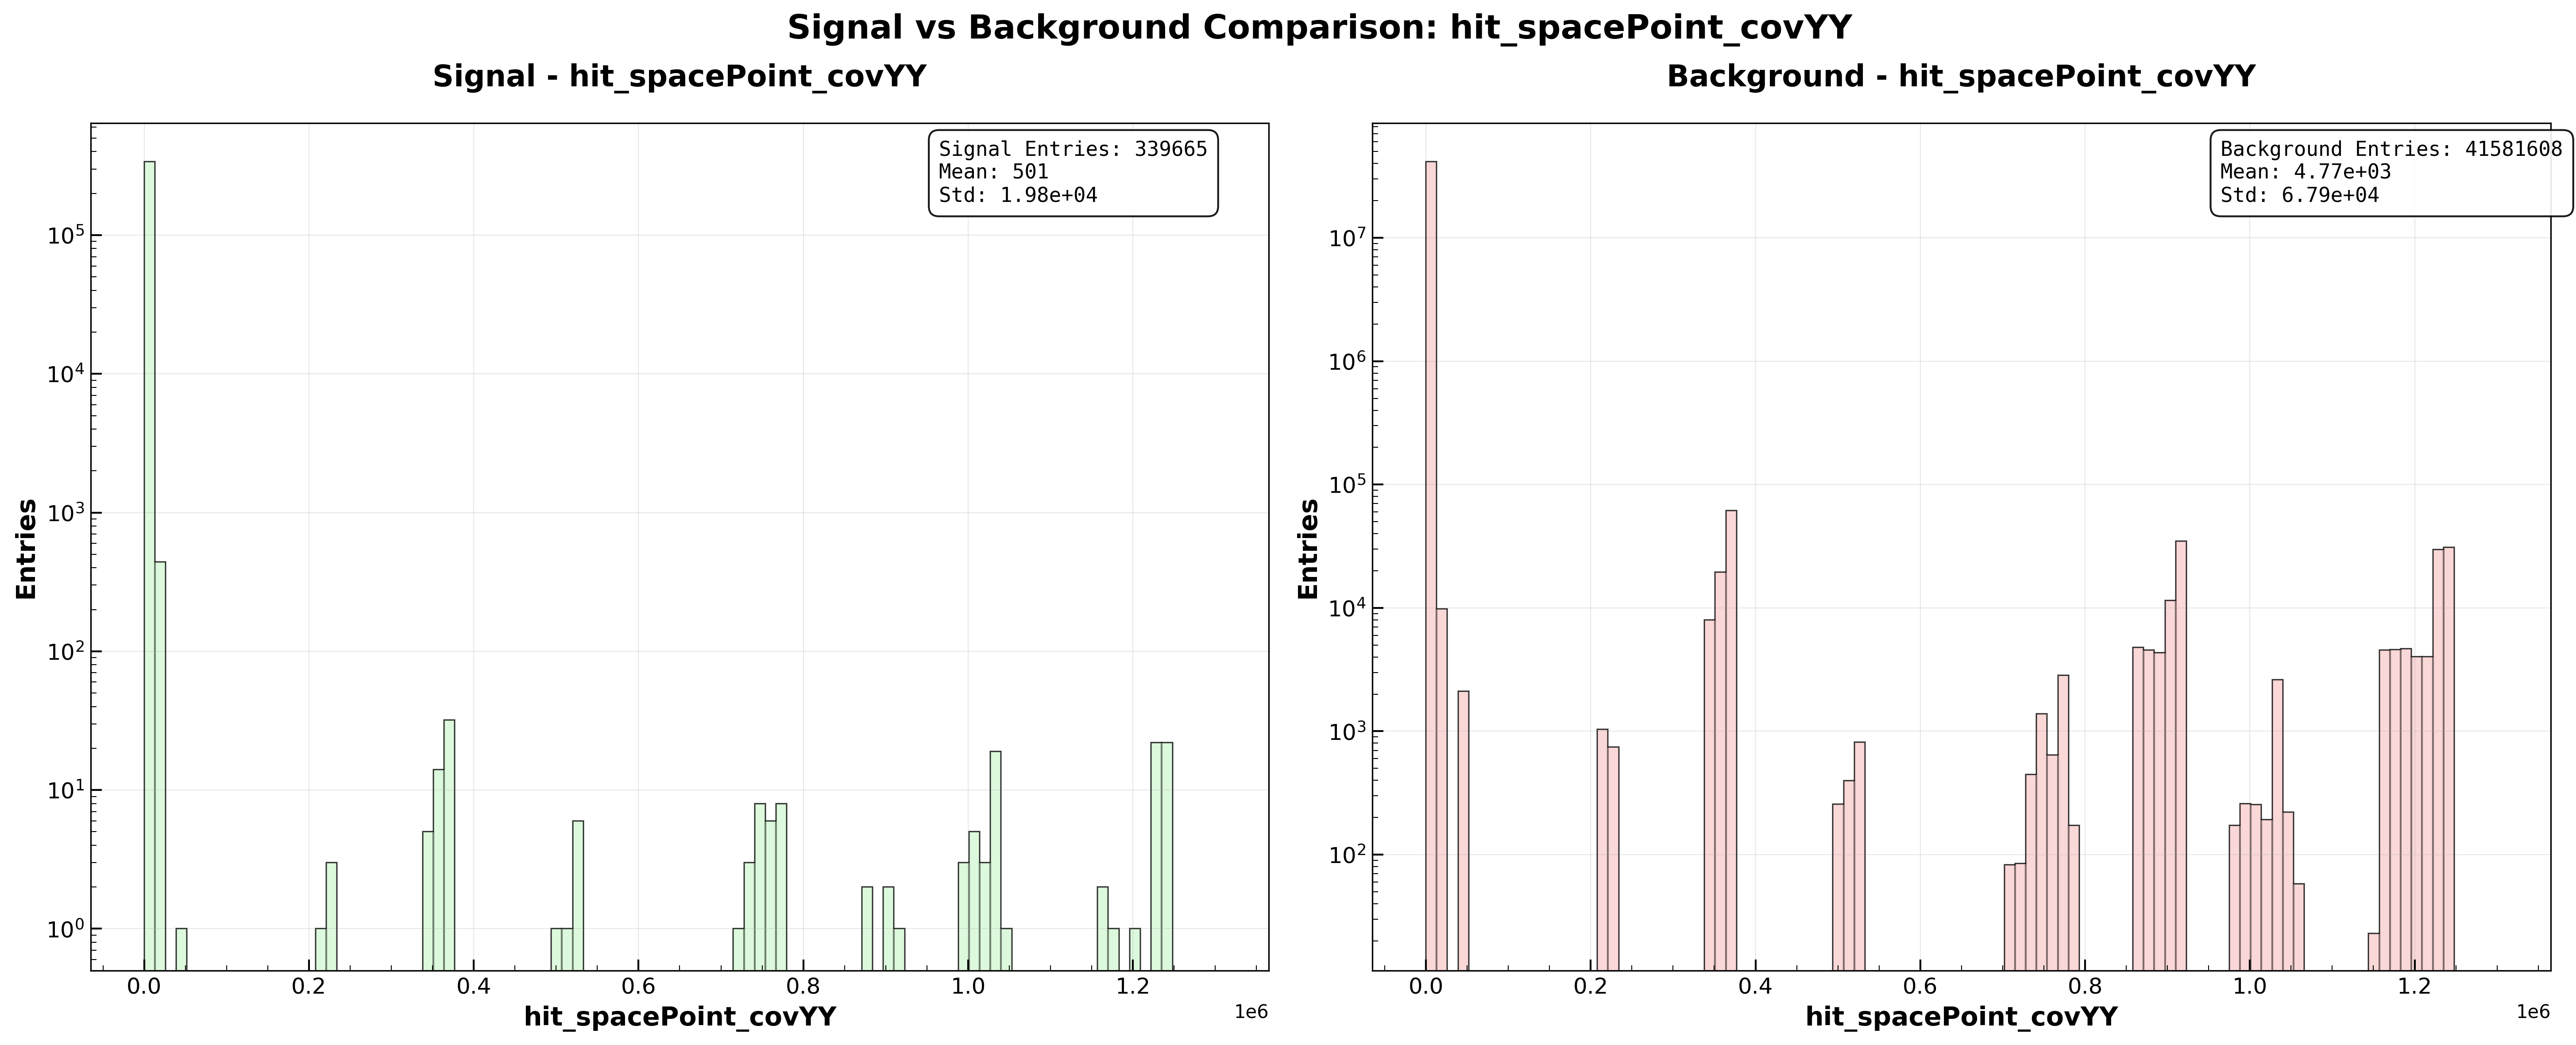 Signal vs Background Comparison: hit_spacePoint_covYY
Signal - hit_spacePoint_covYY
Signal Entries: 339665
Mean: 501
Std: 1.98e+04
Entries
10^5
10^4
10^3
10^2
10^1
10^0
0.0 0.2 0.4 0.6 0.8 1.0 1.2
1e6
hit_spacePoint_covYY
Background - hit_spacePoint_covYY
Background Entries: 41581608
Mean: 4.77e+03
Std: 6.79e+04
Entries
10^7
10^6
10^5
10^4
10^3
10^2
0.0 0.2 0.4 0.6 0.8 1.0 1.2
1e6
hit_spacePoint_covYY